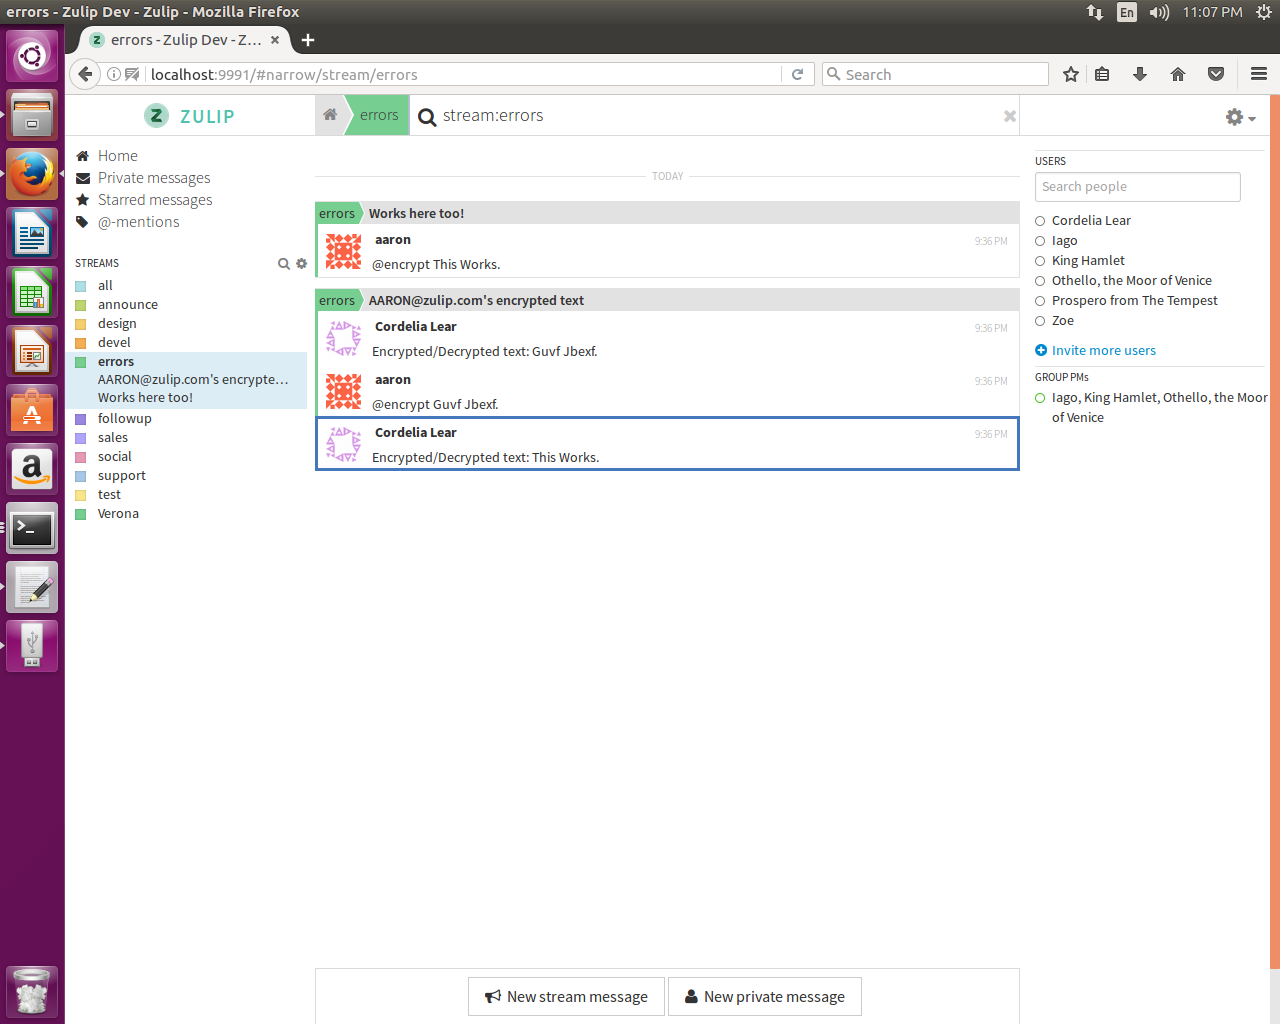 errors - Zulip Dev - Zulip - Mozilla Firefox
En
11:07 PM
errors - Zulip Dev - Z...
localhost:9991/#narrow/stream/errors
Search
ZULIP
errors
stream:errors
Home
Private messages
Starred messages
@-mentions
STREAMS
all
announce
design
devel
errors
AARON@zulip.com's encrypte...
Works here too!
followup
sales
social
support
test
Verona
TODAY
errors Works here too!
aaron 9:36 PM
@encrypt This Works.
errors AARON@zulip.com's encrypted text
Cordelia Lear 9:36 PM
Encrypted/Decrypted text: Guvf Jbexf.
aaron 9:36 PM
@encrypt Guvf Jbexf.
Cordelia Lear 9:36 PM
Encrypted/Decrypted text: This Works.
New stream message
New private message
USERS
Search people
Cordelia Lear
Iago
King Hamlet
Othello, the Moor of Venice
Prospero from The Tempest
Zoe
Invite more users
GROUP PMs
Iago, King Hamlet, Othello, the Moor
of Venice